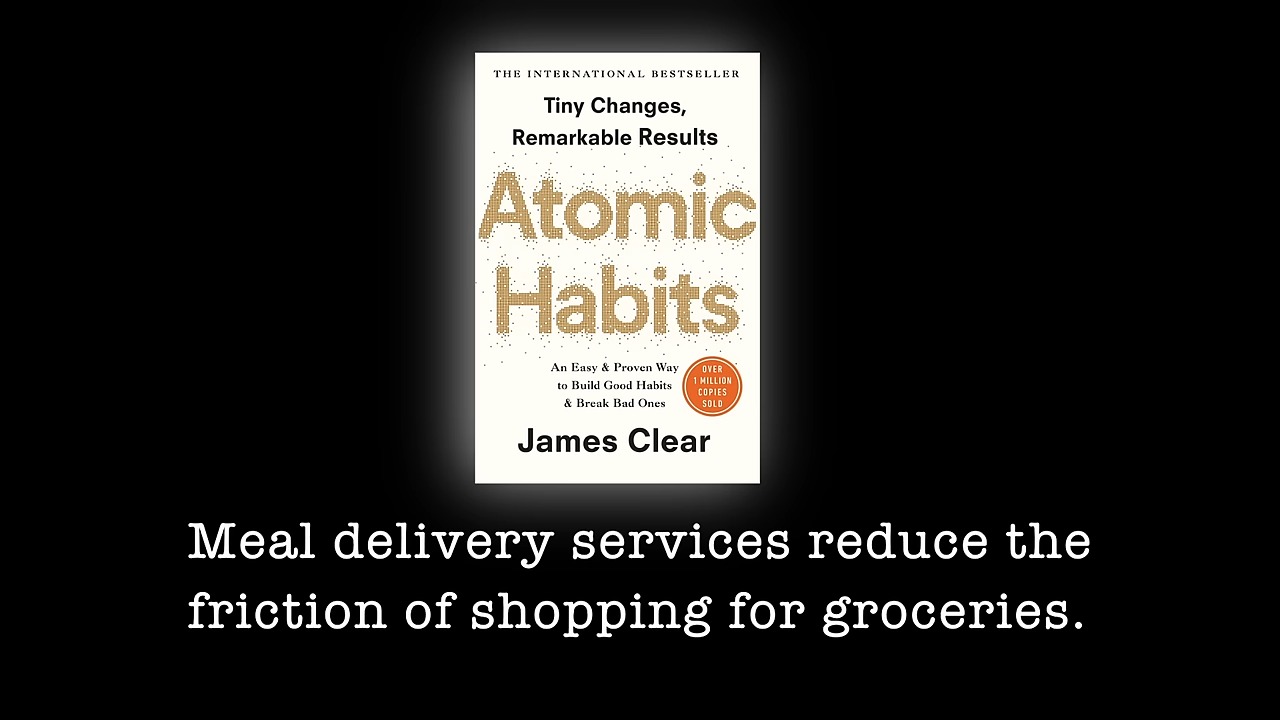 THE INTERNATIONAL BESTSELLER
Tiny Changes,
Remarkable Results
Atomic
Habits
An Easy & Proven Way
to Build Good Habits
& Break Bad Ones
OVER
1 MILLION
COPIES
SOLD
James Clear
Meal delivery services reduce the
friction of shopping for groceries.